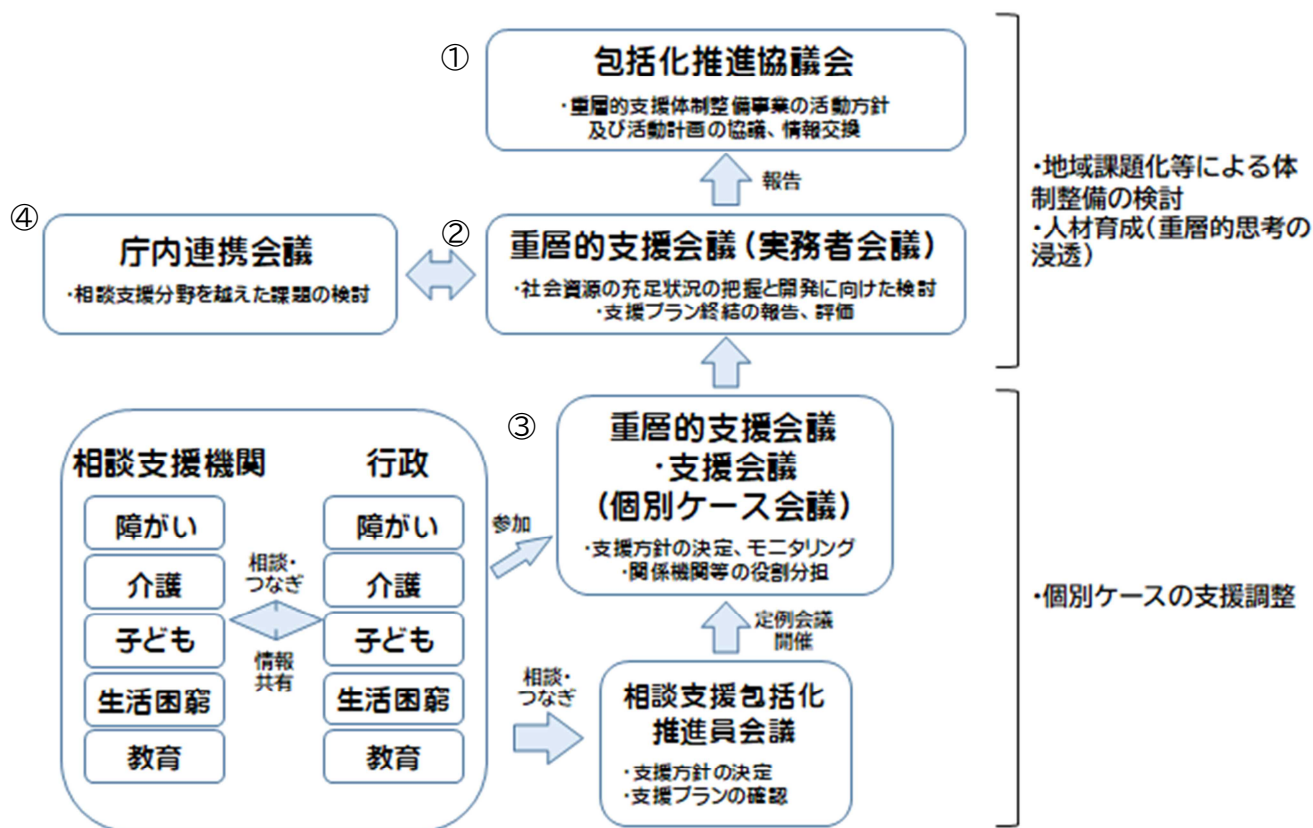 ①
包括化推進協議会
・重層的支援体制整備事業の活動方針
及び活動計画の協議、情報交換
報告
④
庁内連携会議
・相談支援分野を越えた課題の検討
②
重層的支援会議(実務者会議)
・社会資源の充足状況の把握と開発に向けた検討
・支援プラン終結の報告、評価
・地域課題化等による体
制整備の検討
・人材育成(重層的思考の
浸透)
相談支援機関
障がい
介護
子ども
生活困窮
教育
相談・
つなぎ
情報
共有
行政
障がい
介護
子ども
生活困窮
教育
参加
③
重層的支援会議
・支援会議
(個別ケース会議)
・支援方針の決定、モニタリング
・関係機関等の役割分担
定例会議
開催
相談・
つなぎ
相談支援包括化
推進員会議
・支援方針の決定
・支援プランの確認
・個別ケースの支援調整